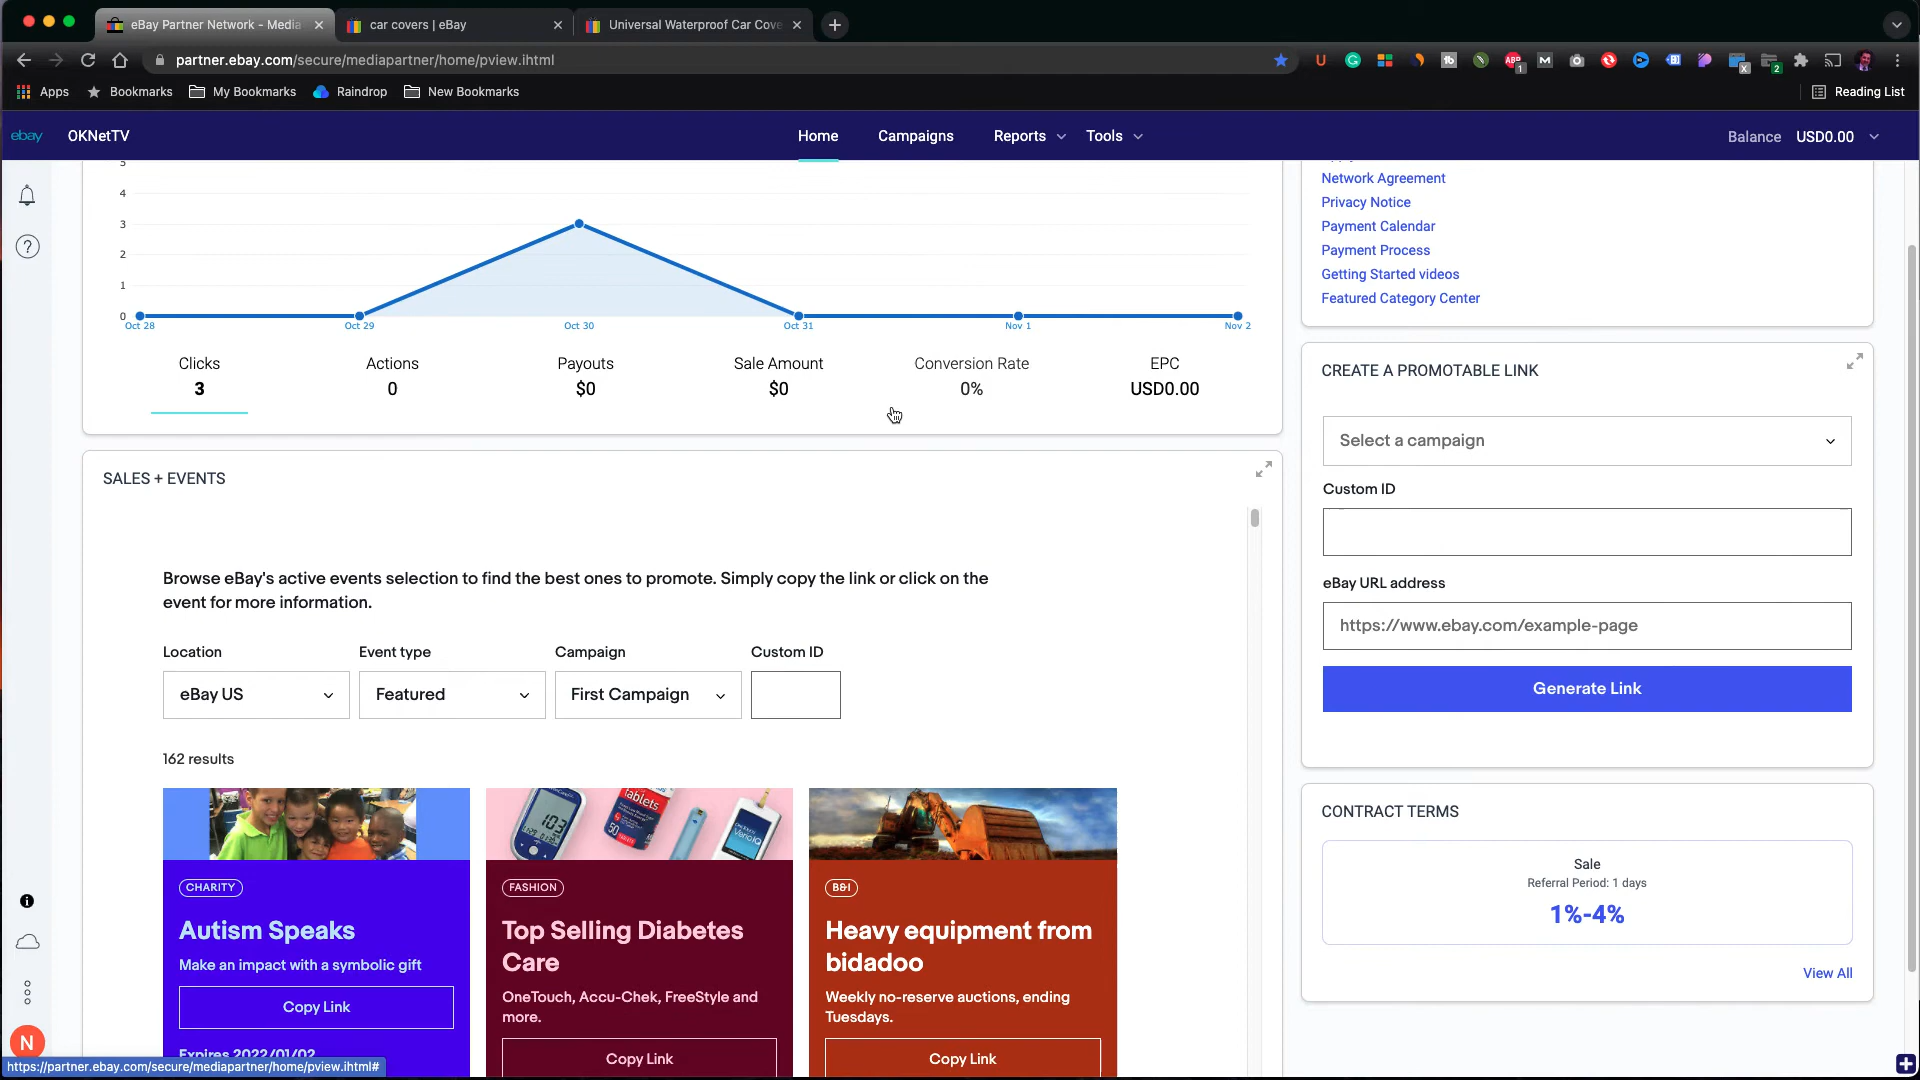 eBay Partner Network - Media
car covers | eBay
Universal Waterproof Car Cove
partner.ebay.com/secure/mediapartner/home/pview.ihtml
Apps
Bookmarks
My Bookmarks
Raindrop
New Bookmarks
Reading List
ebay
OKNetTV
Home
Campaigns
Reports
Tools
Balance
USD0.00
5
4
3
2
1
0
Oct 28
Oct 29
Oct 30
Oct 31
Nov 1
Nov 2
Clicks
Actions
Payouts
Sale Amount
Conversion Rate
EPC
3
0
$0
$0
0%
USD0.00
SALES + EVENTS
Browse eBay's active events selection to find the best ones to promote. Simply copy the link or click on the
event for more information.
Location
Event type
Campaign
Custom ID
eBay US
Featured
First Campaign
162 results
CHARITY
Autism Speaks
Make an impact with a symbolic gift
Copy Link
Expires 2022/01/02
tablets
50
103
FASHION
Top Selling Diabetes
Care
OneTouch, Accu-Chek, FreeStyle and
more.
Copy Link
B&I
Heavy equipment from
bidadoo
Weekly no-reserve auctions, ending
Tuesdays.
Copy Link
Network Agreement
Privacy Notice
Payment Calendar
Payment Process
Getting Started videos
Featured Category Center
CREATE A PROMOTABLE LINK
Select a campaign
Custom ID
eBay URL address
https://www.ebay.com/example-page
Generate Link
CONTRACT TERMS
Sale
Referral Period: 1 days
1%-4%
View All
N
https://partner.ebay.com/secure/mediapartner/home/pview.ihtml#